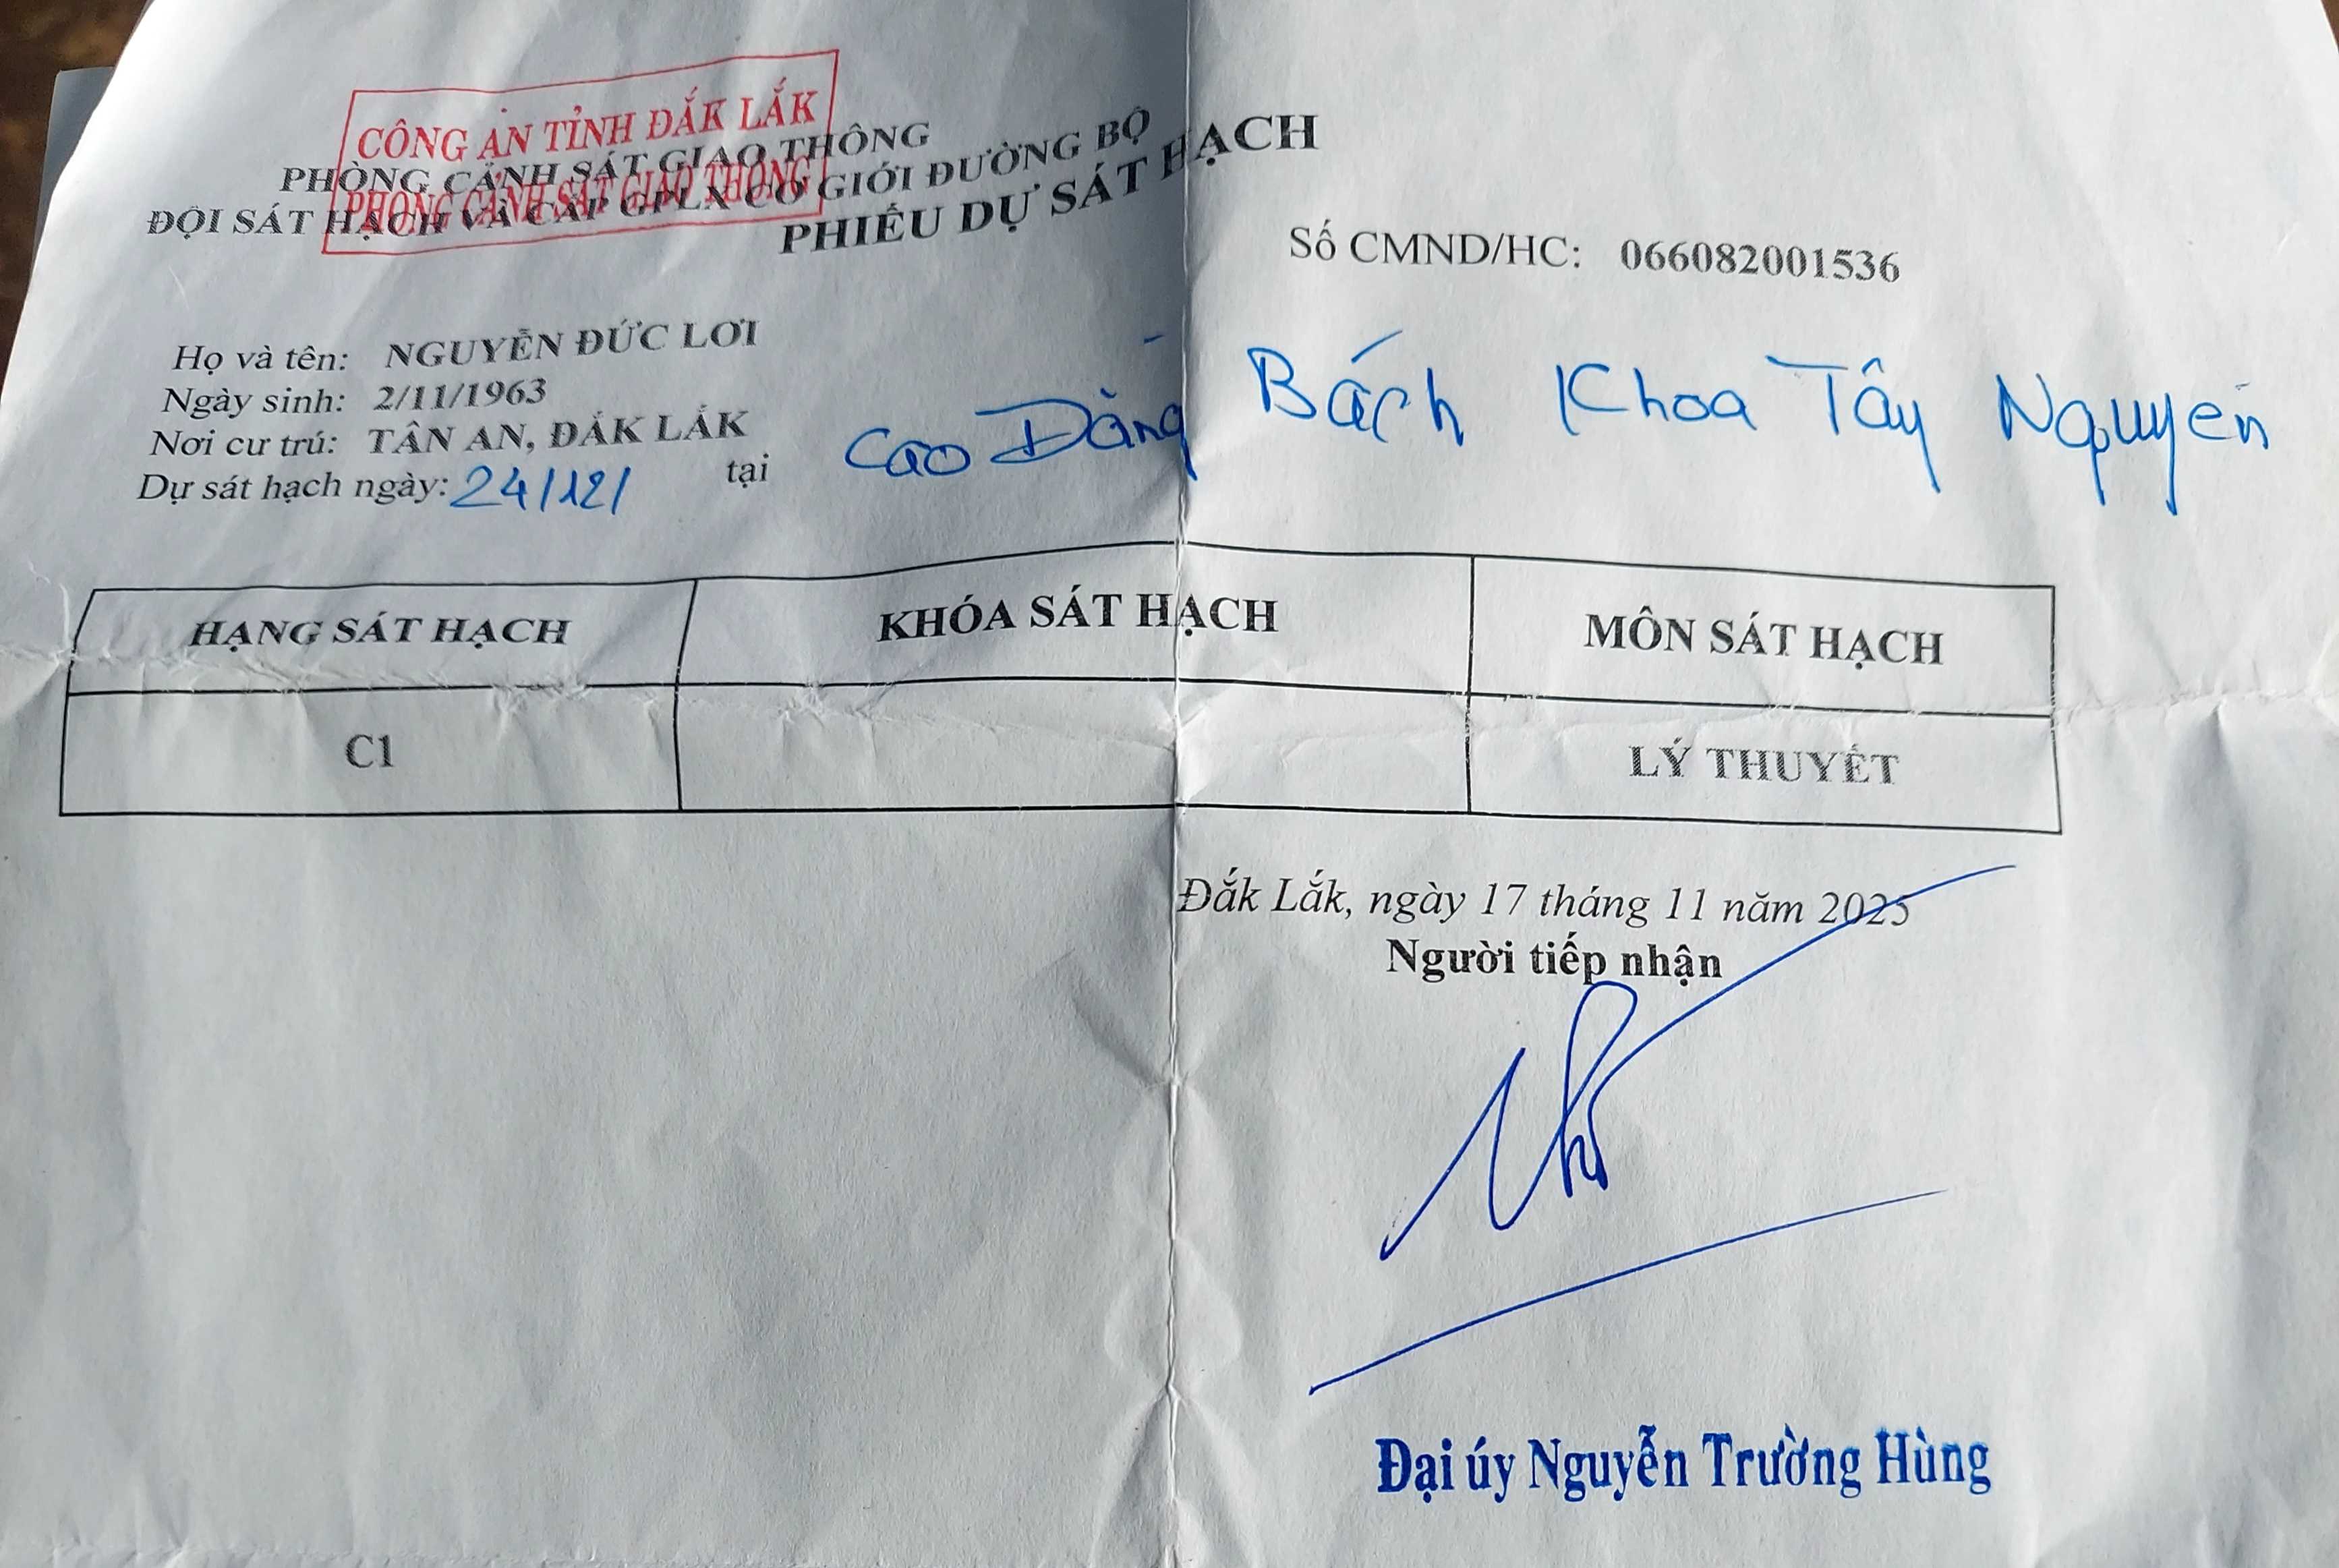 CÔNG AN TỈNH ĐẮK LẮK
PHÒNG CẢNH SÁT GIAO THÔNG
PHÒNG CẢNH SÁT GIAO THÔNG
ĐỘI SÁT HẠCH VÀ CẤP GPLX CƠ GIỚI ĐƯỜNG BỘ
PHIẾU DỰ SÁT HẠCH
Số CMND/HC: 066082001536
Họ và tên: NGUYỄN ĐỨC LƠI
Ngày sinh: 2/11/1963
Nơi cư trú: TÂN AN, ĐẮK LẮK
Dự sát hạch ngày: 24/12/ tại Cao Đẳng Bách Khoa Tây Nguyên
HẠNG SÁT HẠCH KHÓA SÁT HẠCH MÔN SÁT HẠCH
C1 LÝ THUYẾT
Đắk Lắk, ngày 17 tháng 11 năm 2025
Người tiếp nhận
Đại úy Nguyễn Trường Hùng